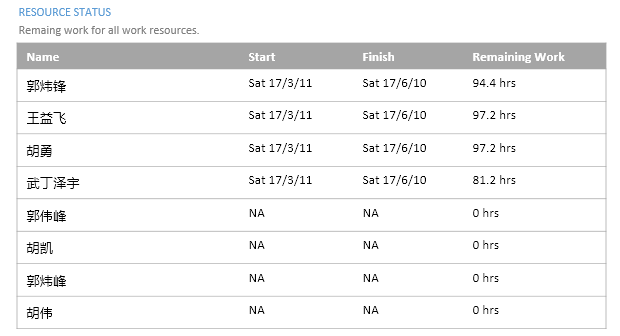 RESOURCE STATUS
Remaing work for all work resources.
Name Start Finish Remaining Work
郭炜锋 Sat 17/3/11 Sat 17/6/10 94.4 hrs
王益飞 Sat 17/3/11 Sat 17/6/10 97.2 hrs
胡勇 Sat 17/3/11 Sat 17/6/10 97.2 hrs
武丁泽宇 Sat 17/3/11 Sat 17/6/10 81.2 hrs
郭伟峰 NA NA 0 hrs
胡凯 NA NA 0 hrs
郭炜峰 NA NA 0 hrs
胡伟 NA NA 0 hrs